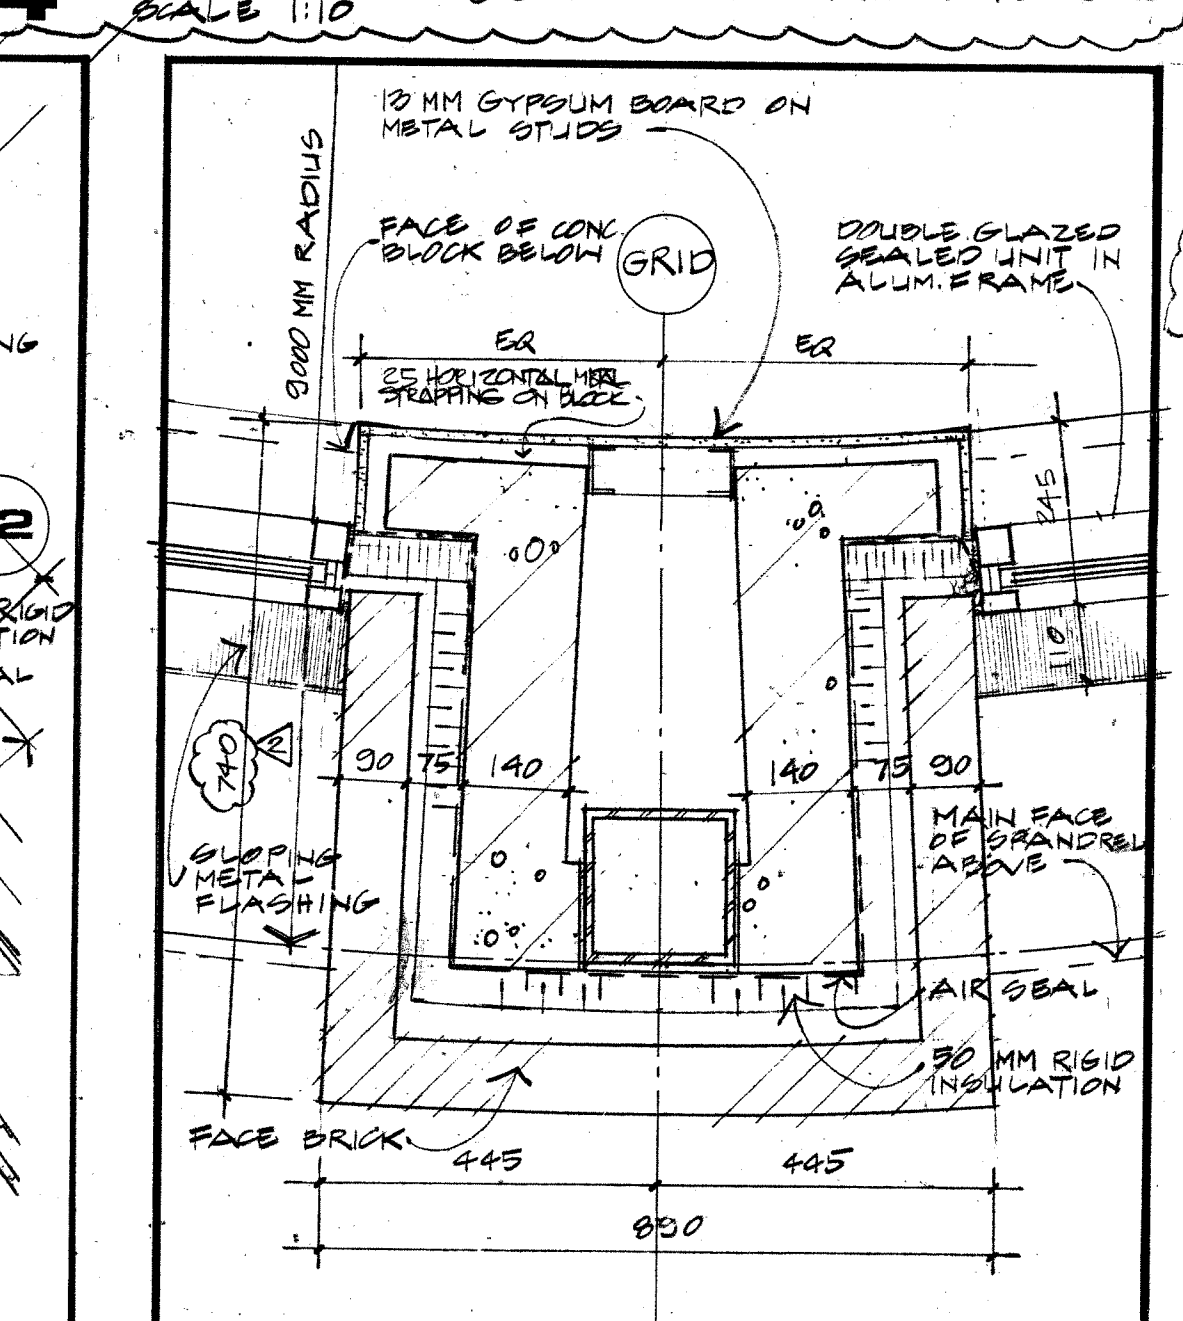 4
SCALE 1:10
13 MM GYPSUM BOARD ON
METAL STUDS
9000 MM RADIUS
FACE OF CONC
BLOCK BELOW
GRID
DOUBLE GLAZED
SEALED UNIT IN
ALUM. FRAME
EQ
EQ
25 HORIZONTAL METAL
STRAPPING ON BLOCK
NG
2
RIGID
TION
AL
245
110
740
2
90
75
140
140
75
90
SLOPING
METAL
FLASHING
MAIN FACE
OF SPANDREL
ABOVE
AIR SEAL
50 MM RIGID
INSULATION
FACE BRICK
445
445
890